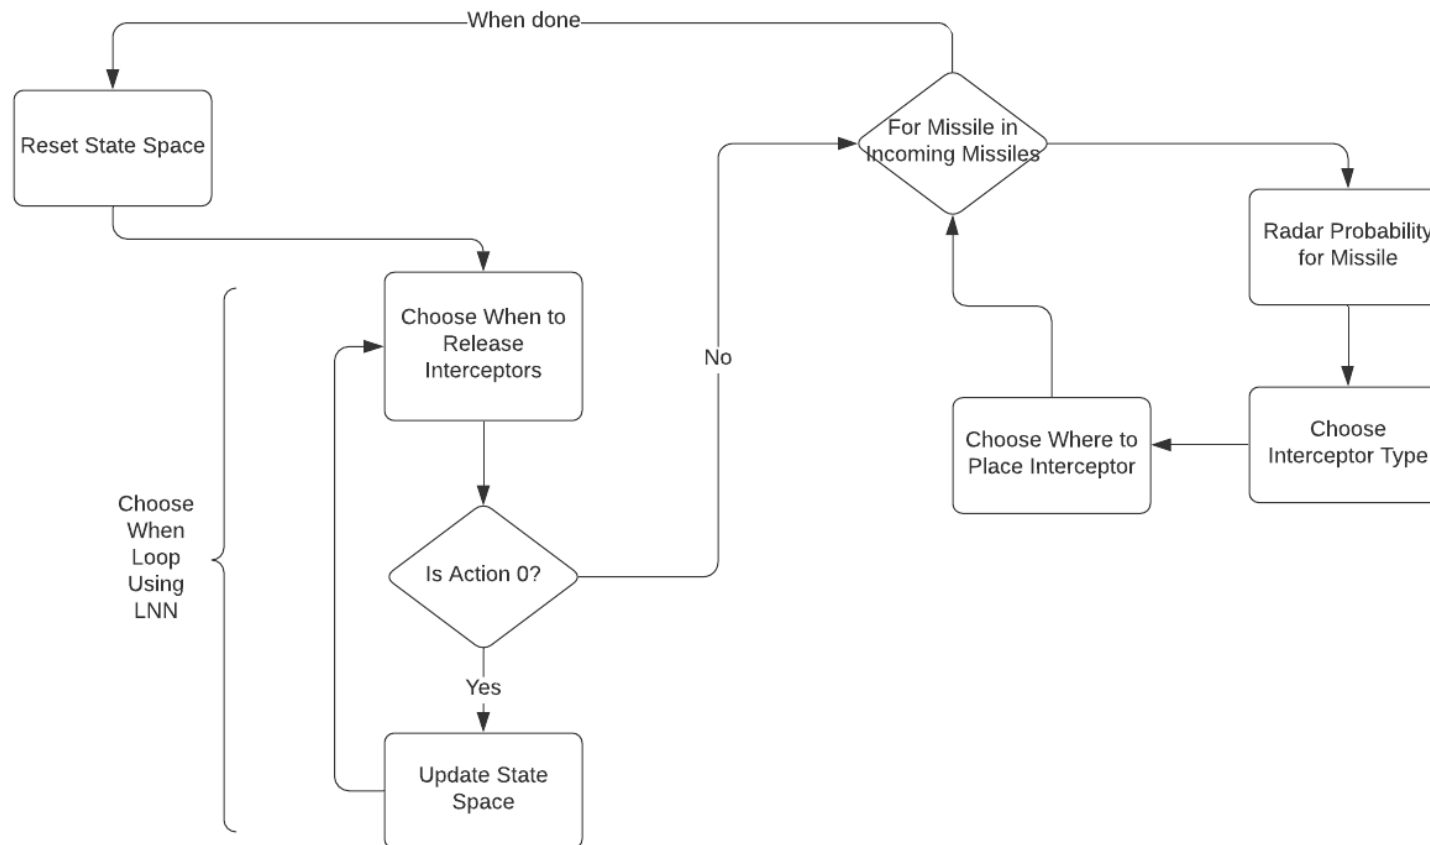 When done
Reset State Space
For Missile in
Incoming Missiles
Radar Probability
for Missile
Choose When to
Release
Interceptors
No
Choose Where to
Place Interceptor
Choose
Interceptor Type
Choose
When
Loop
Using
LNN
Is Action 0?
Yes
Update State
Space